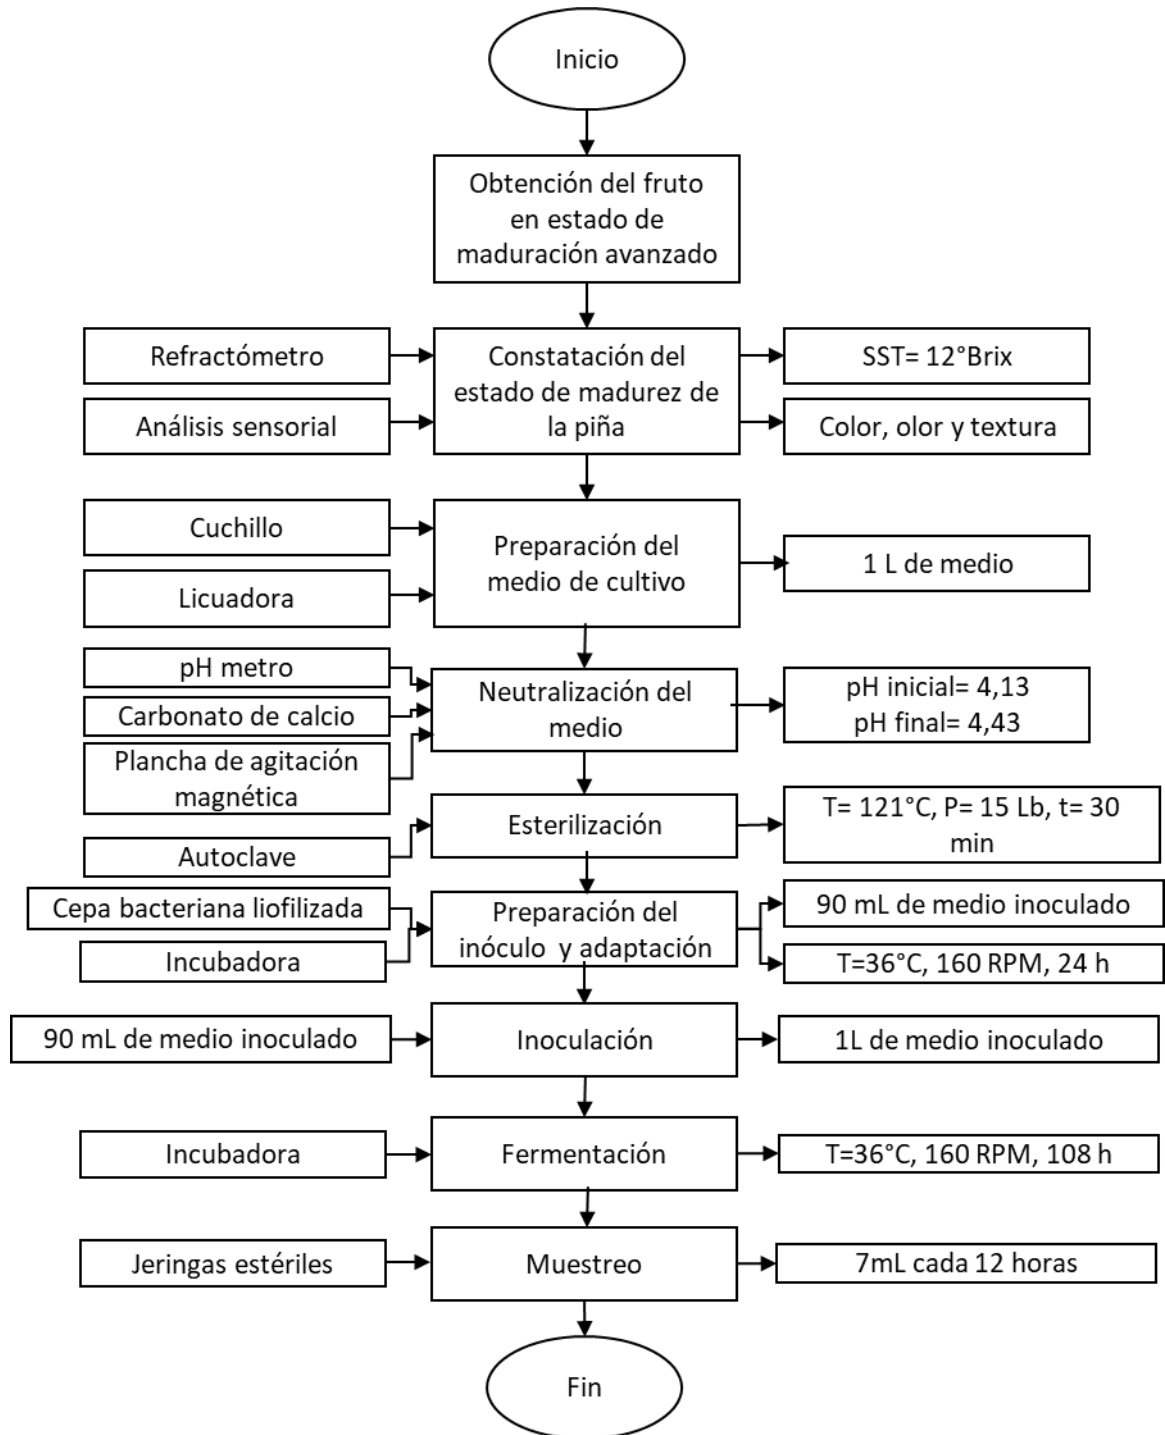 Inicio
Obtención del fruto
en estado de
maduración avanzado
Refractómetro
Análisis sensorial
Constatación del
estado de madurez de
la piña
SST= 12°Brix
Color, olor y textura
Cuchillo
Licuadora
Preparación del
medio de cultivo
1 L de medio
pH metro
Carbonato de calcio
Plancha de agitación
magnética
Neutralización del
medio
pH inicial= 4,13
pH final= 4,43
Autoclave
Esterilización
T= 121°C, P= 15 Lb, t= 30
min
Cepa bacteriana liofilizada
Incubadora
Preparación del
inóculo y adaptación
90 mL de medio inoculado
T=36°C, 160 RPM, 24 h
90 mL de medio inoculado
Inoculación
1L de medio inoculado
Incubadora
Fermentación
T=36°C, 160 RPM, 108 h
Jeringas estériles
Muestreo
7mL cada 12 horas
Fin